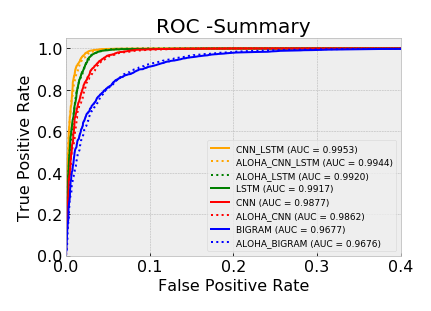 ROC -Summary
True Positive Rate
1.0
0.8
0.6
0.4
0.2
0.0
CNN_LSTM (AUC = 0.9953)
ALOHA_CNN_LSTM (AUC = 0.9944)
ALOHA_LSTM (AUC = 0.9920)
LSTM (AUC = 0.9917)
CNN (AUC = 0.9877)
ALOHA_CNN (AUC = 0.9862)
BIGRAM (AUC = 0.9677)
ALOHA_BIGRAM (AUC = 0.9676)
0.0 0.1 0.2 0.3 0.4
False Positive Rate